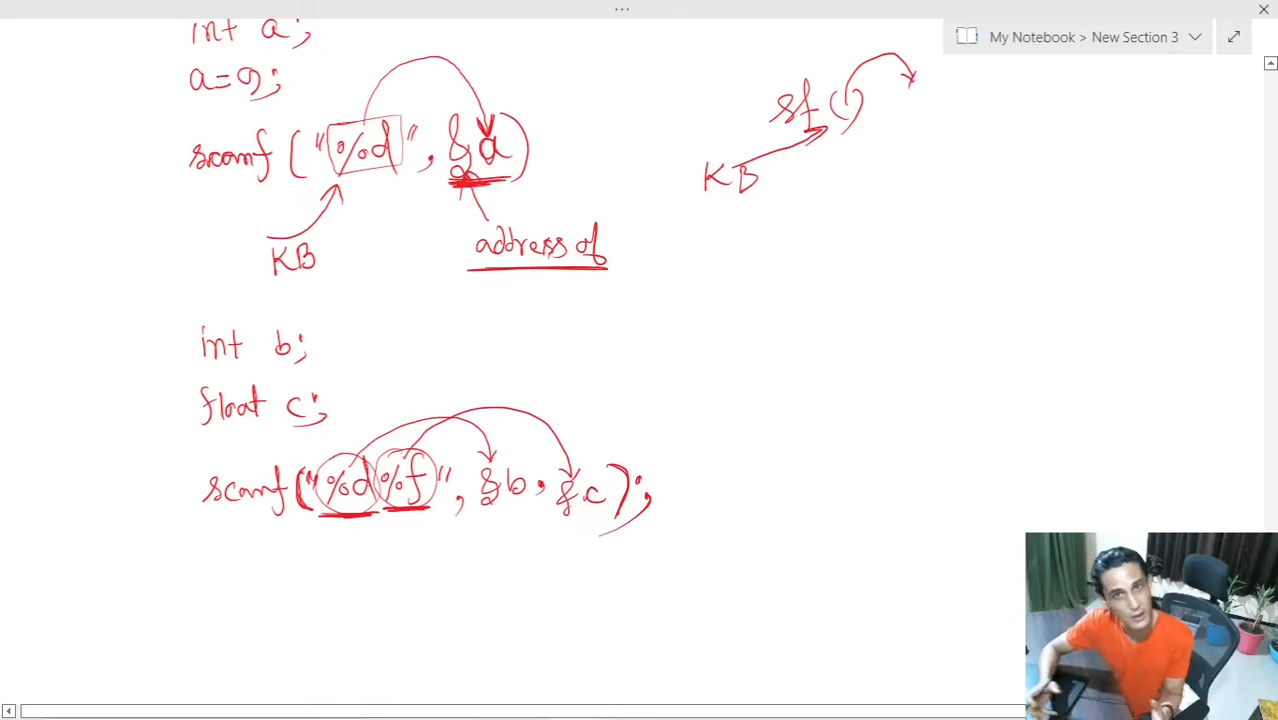 int a;
a=9;
scanf("%d", &a)
KB
address of
sf()
KB
int b;
float c;
scanf("%d%f", &b, &c);
My Notebook > New Section 3